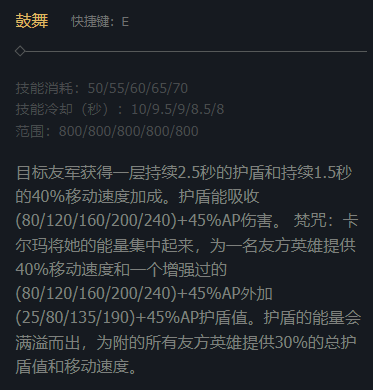 鼓舞 快捷键：E
技能消耗：50/55/60/65/70
技能冷却（秒）：10/9.5/9/8.5/8
范围：800/800/800/800/800
目标友军获得一层持续2.5秒的护盾和持续1.5秒
的40%移动速度加成。护盾能吸收
(80/120/160/200/240)+45%AP伤害。 梵咒：卡
尔玛将她的能量集中起来，为一名友方英雄提供
40%移动速度和一个增强过的
(80/120/160/200/240)+45%AP外加
(25/80/135/190)+45%AP护盾值。护盾的能量会
满溢而出，为附的所有友方英雄提供30%的总护
盾值和移动速度。